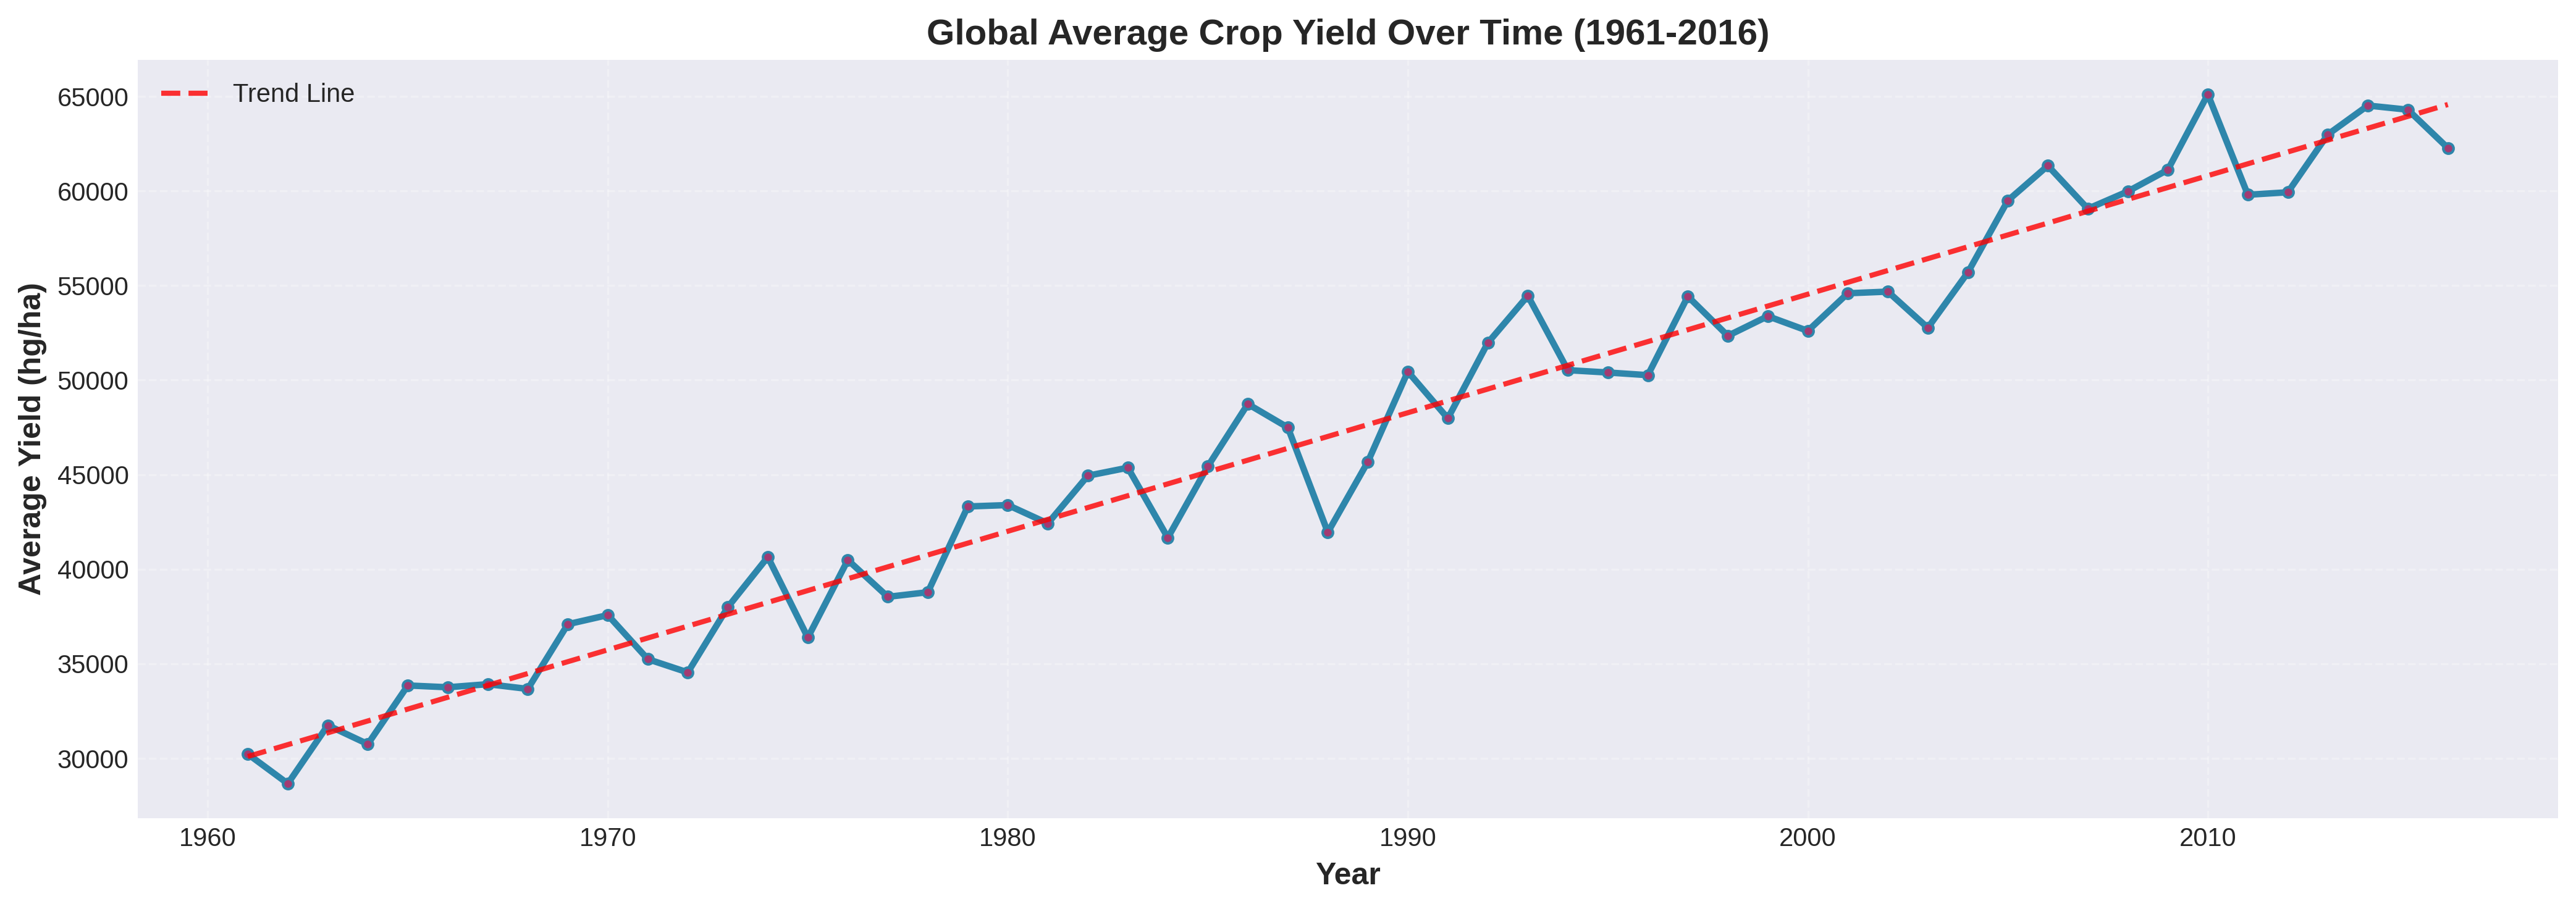 Global Average Crop Yield Over Time (1961-2016)
Trend Line
Average Yield (hg/ha)
65000
60000
55000
50000
45000
40000
35000
30000
1960 1970 1980 1990 2000 2010
Year